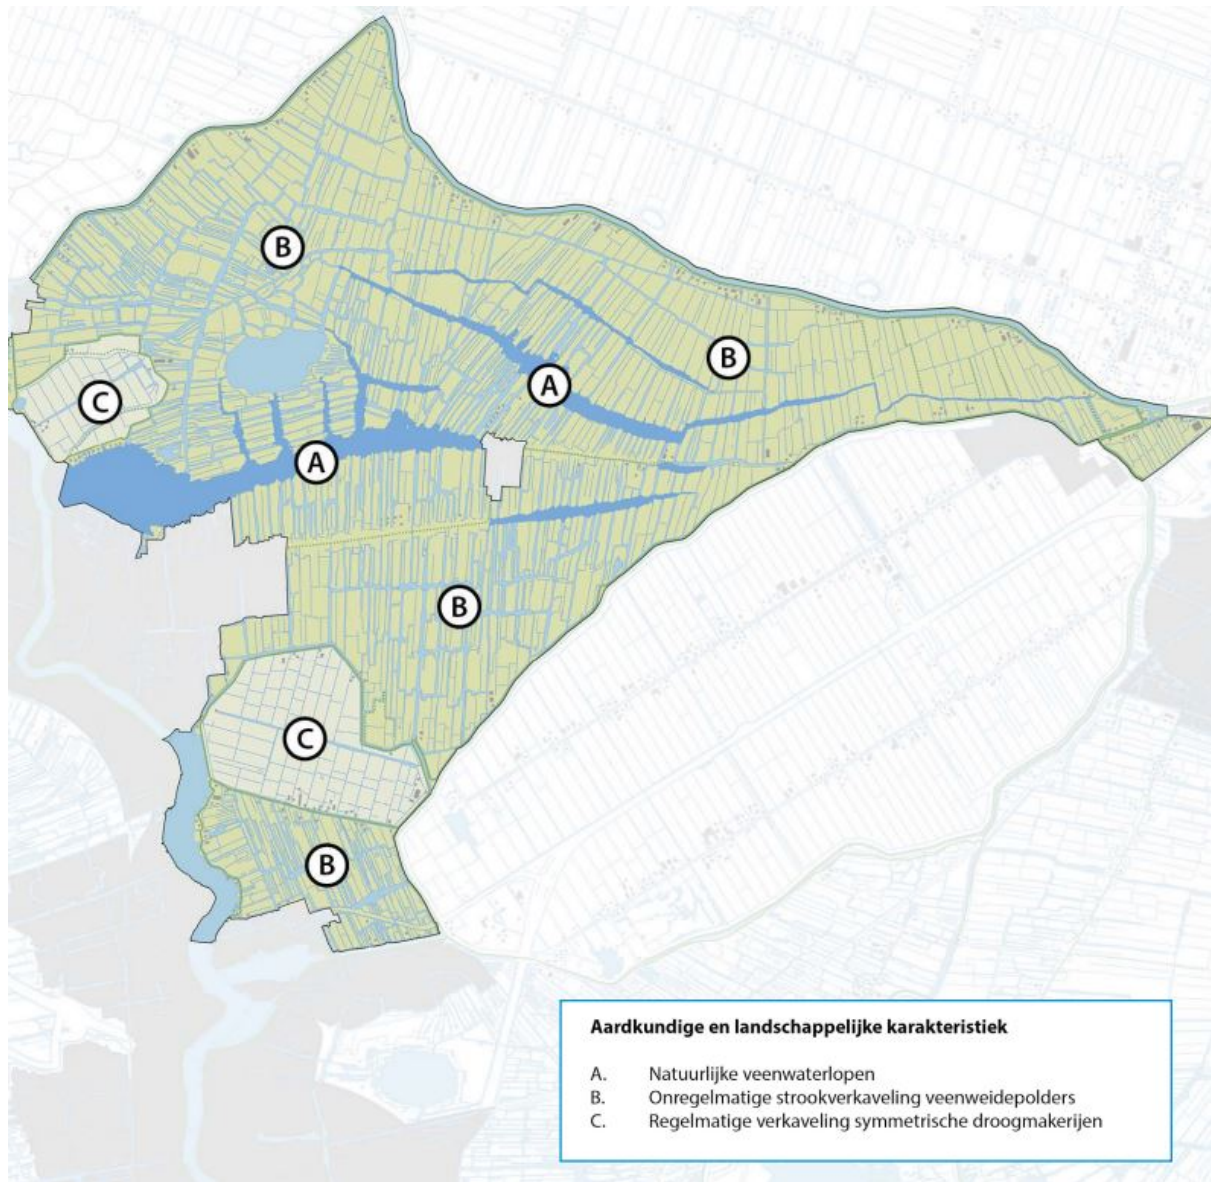 B
B
A
C
A
B
C
B
Aardkundige en landschappelijke karakteristiek
A. Natuurlijke veenwaterlopen
B. Onregelmatige strookverkaveling veenweidepolders
C. Regelmatige verkaveling symmetrische droogmakerijen